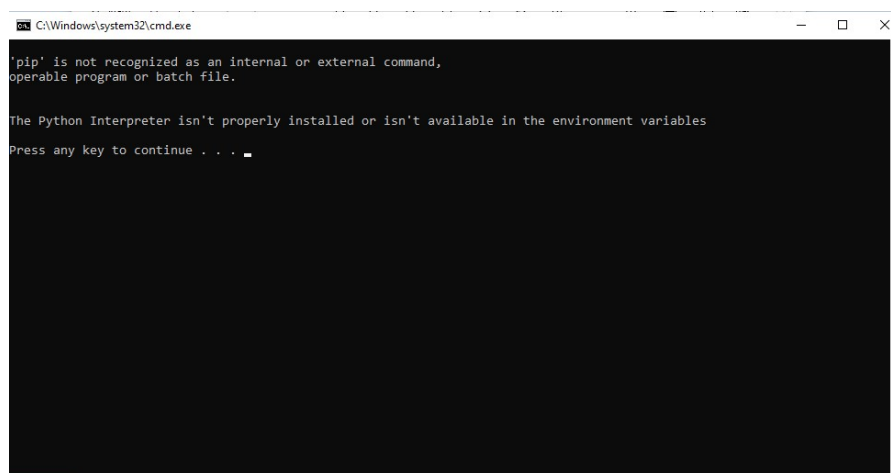 C:\Windows\system32\cmd.exe
'pip' is not recognized as an internal or external command,
operable program or batch file.
The Python Interpreter isn't properly installed or isn't available in the environment variables
Press any key to continue . . .